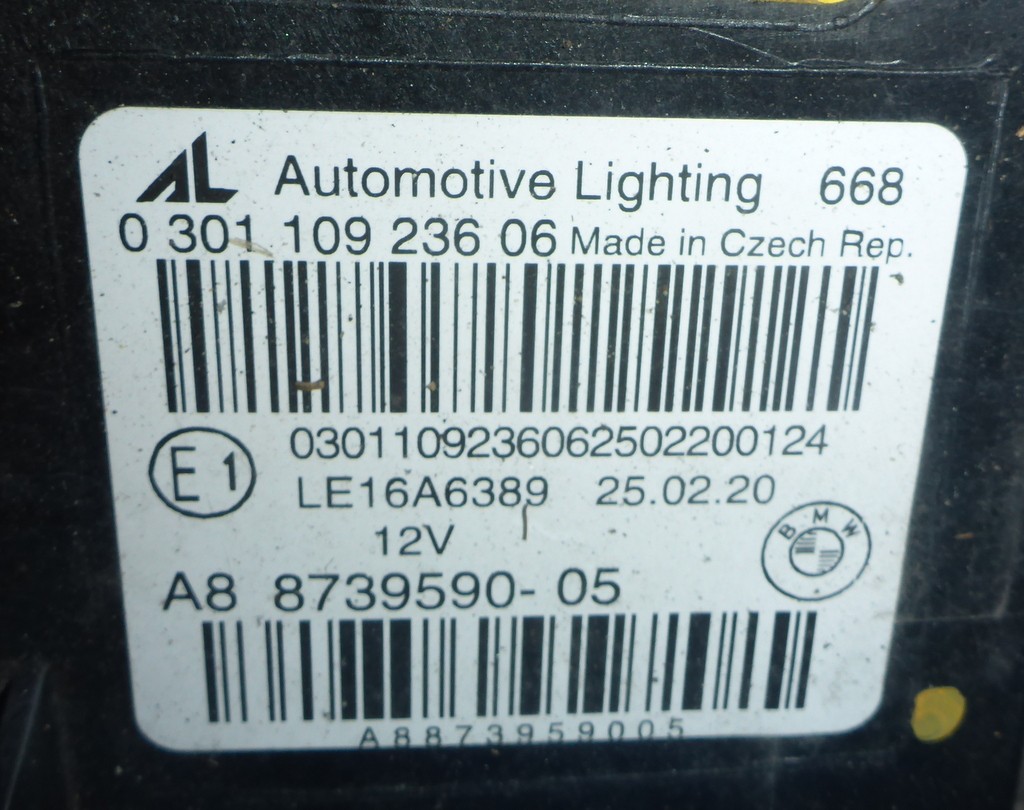 AL Automotive Lighting 668
0 301 109 236 06 Made in Czech Rep.
0301109236062502200124
E1
LE16A6389 25.02.20
12V
BMW
A8 8739590-05
A8873959005